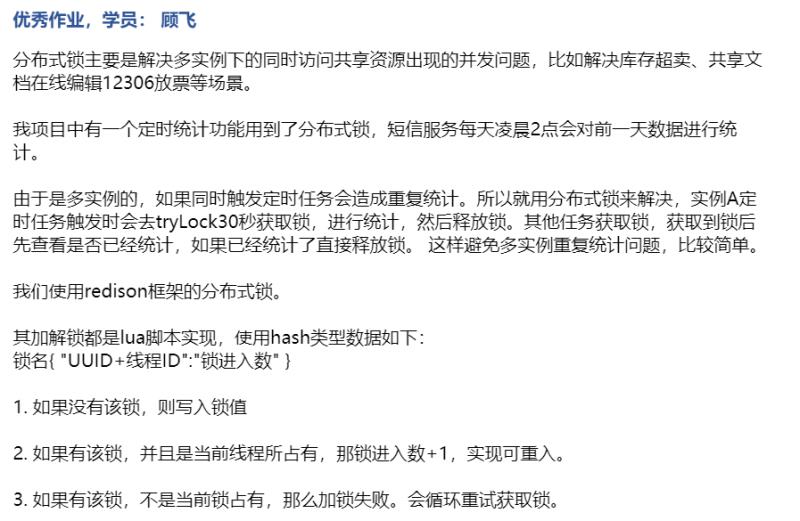 优秀作业，学员： 顾飞
分布式锁主要是解决多实例下的同时访问共享资源出现的并发问题，比如解决库存超卖、共享文
档在线编辑12306放票等场景。
我项目中有一个定时统计功能用到了分布式锁，短信服务每天凌晨2点会对前一天数据进行统
计。
由于是多实例的，如果同时触发定时任务会造成重复统计。所以就用分布式锁来解决，实例A定
时任务触发时会去tryLock30秒获取锁，进行统计，然后释放锁。其他任务获取锁，获取到锁后
先查看是否已经统计，如果已经统计了直接释放锁。 这样避免多实例重复统计问题，比较简单。
我们使用redison框架的分布式锁。
其加解锁都是lua脚本实现，使用hash类型数据如下：
锁名{ "UUID+线程ID":"锁进入数" }
1. 如果没有该锁，则写入锁值
2. 如果有该锁，并且是当前线程所占有，那锁进入数+1，实现可重入。
3. 如果有该锁，不是当前锁占有，那么加锁失败。会循环重试获取锁。